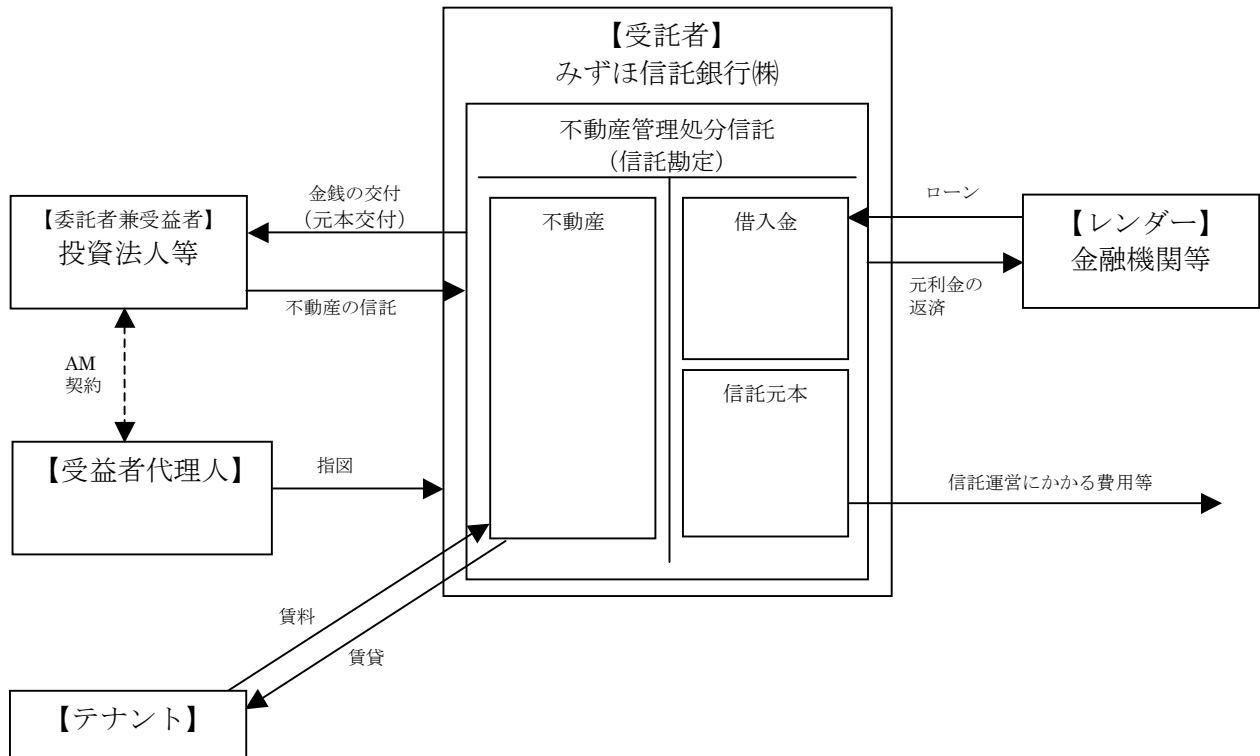 【受託者】
みずほ信託銀行㈱
不動産管理処分信託
（信託勘定）
金銭の交付
（元本交付）
【委託者兼受益者】
投資法人等
不動産の信託
不動産
借入金
ローン
【レンダー】
金融機関等
元利金の
返済
AM
契約
信託元本
【受益者代理人】
指図
信託運営にかかる費用等
賃料
賃貸
【テナント】